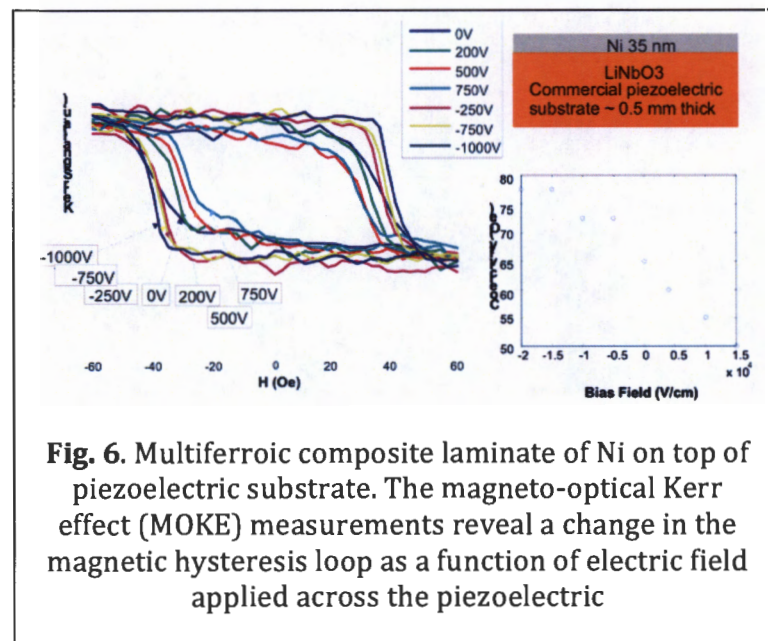 0V
200V
500V
750V
-250V
-750V
-1000V
Ni 35 nm
LiNbO3
Commercial piezoelectric
substrate ~ 0.5 mm thick
-1000V
-750V
-250V
0V
200V
750V
500V
-60
-40
-20
0
20
40
60
H (Oe)
80
75
70
65
60
55
50
-2
-1.5
-1
-0.5
0
0.5
1
1.5
x 10⁴
Bias Field (V/cm)
Fig. 6. Multiferroic composite laminate of Ni on top of
piezoelectric substrate. The magneto-optical Kerr
effect (MOKE) measurements reveal a change in the
magnetic hysteresis loop as a function of electric field
applied across the piezoelectric